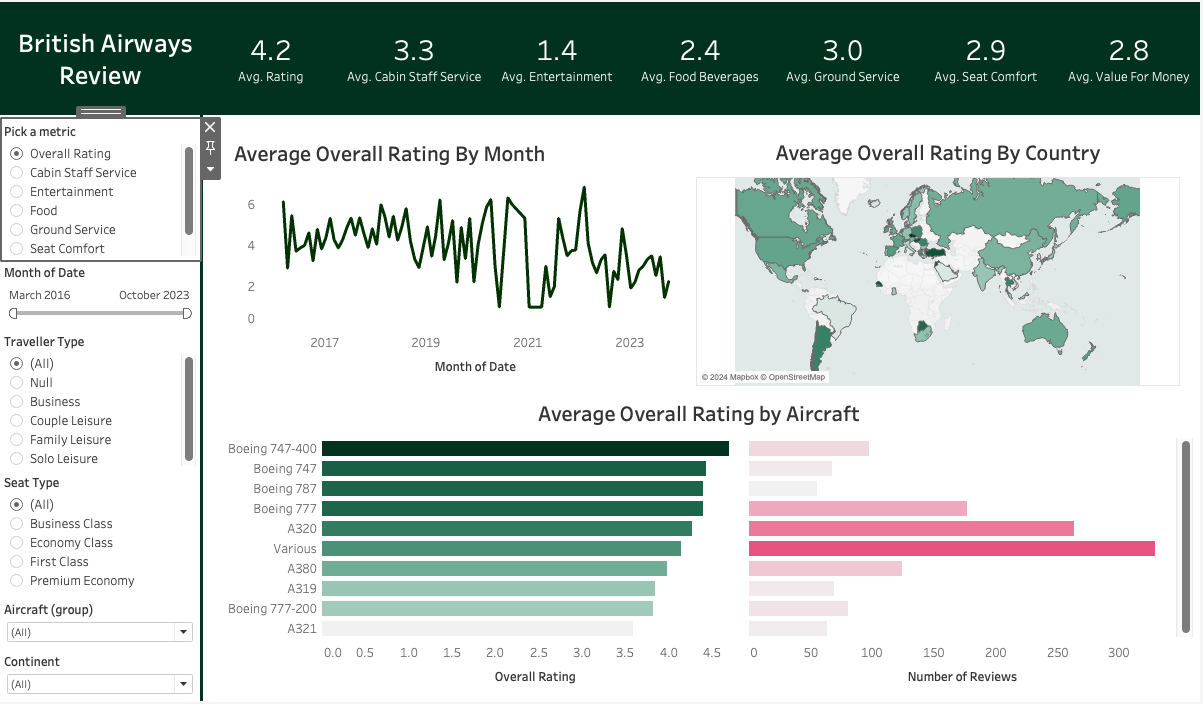 British Airways
Review
4.2
Avg. Rating
3.3
Avg. Cabin Staff Service
1.4
Avg. Entertainment
2.4
Avg. Food Beverages
3.0
Avg. Ground Service
2.9
Avg. Seat Comfort
2.8
Avg. Value For Money
Pick a metric
Overall Rating
Cabin Staff Service
Entertainment
Food
Ground Service
Seat Comfort
Month of Date
March 2016 October 2023
Traveller Type
(All)
Null
Business
Couple Leisure
Family Leisure
Solo Leisure
Seat Type
(All)
Business Class
Economy Class
First Class
Premium Economy
Aircraft (group)
(All)
Continent
(All)
Average Overall Rating By Month
6
4
2
0
2017 2019 2021 2023
Month of Date
Average Overall Rating By Country
© 2024 Mapbox © OpenStreetMap
Average Overall Rating by Aircraft
Boeing 747-400
Boeing 747
Boeing 787
Boeing 777
A320
Various
A380
A319
Boeing 777-200
A321
0.0 0.5 1.0 1.5 2.0 2.5 3.0 3.5 4.0 4.5
Overall Rating
0 50 100 150 200 250 300
Number of Reviews